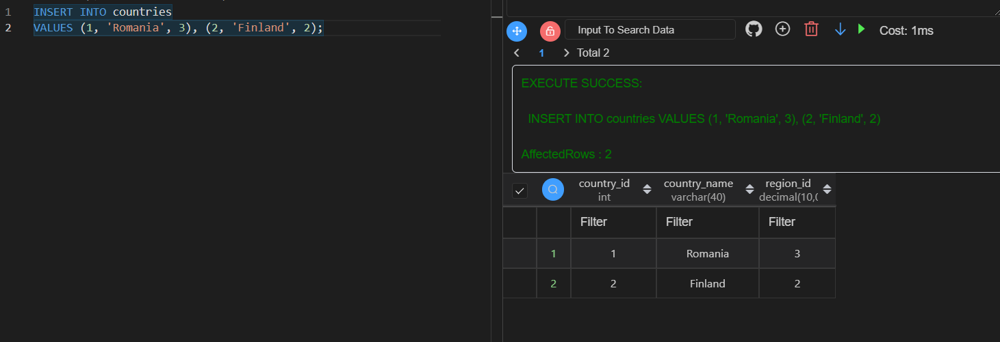 1 INSERT INTO countries
2 VALUES (1, 'Romania', 3), (2, 'Finland', 2);
Input To Search Data Cost: 1ms
1 Total 2
EXECUTE SUCCESS:
INSERT INTO countries VALUES (1, 'Romania', 3), (2, 'Finland', 2)
AffectedRows : 2
country_id country_name region_id
int varchar(40) decimal(10,0
Filter Filter Filter
1 1 Romania 3
2 2 Finland 2